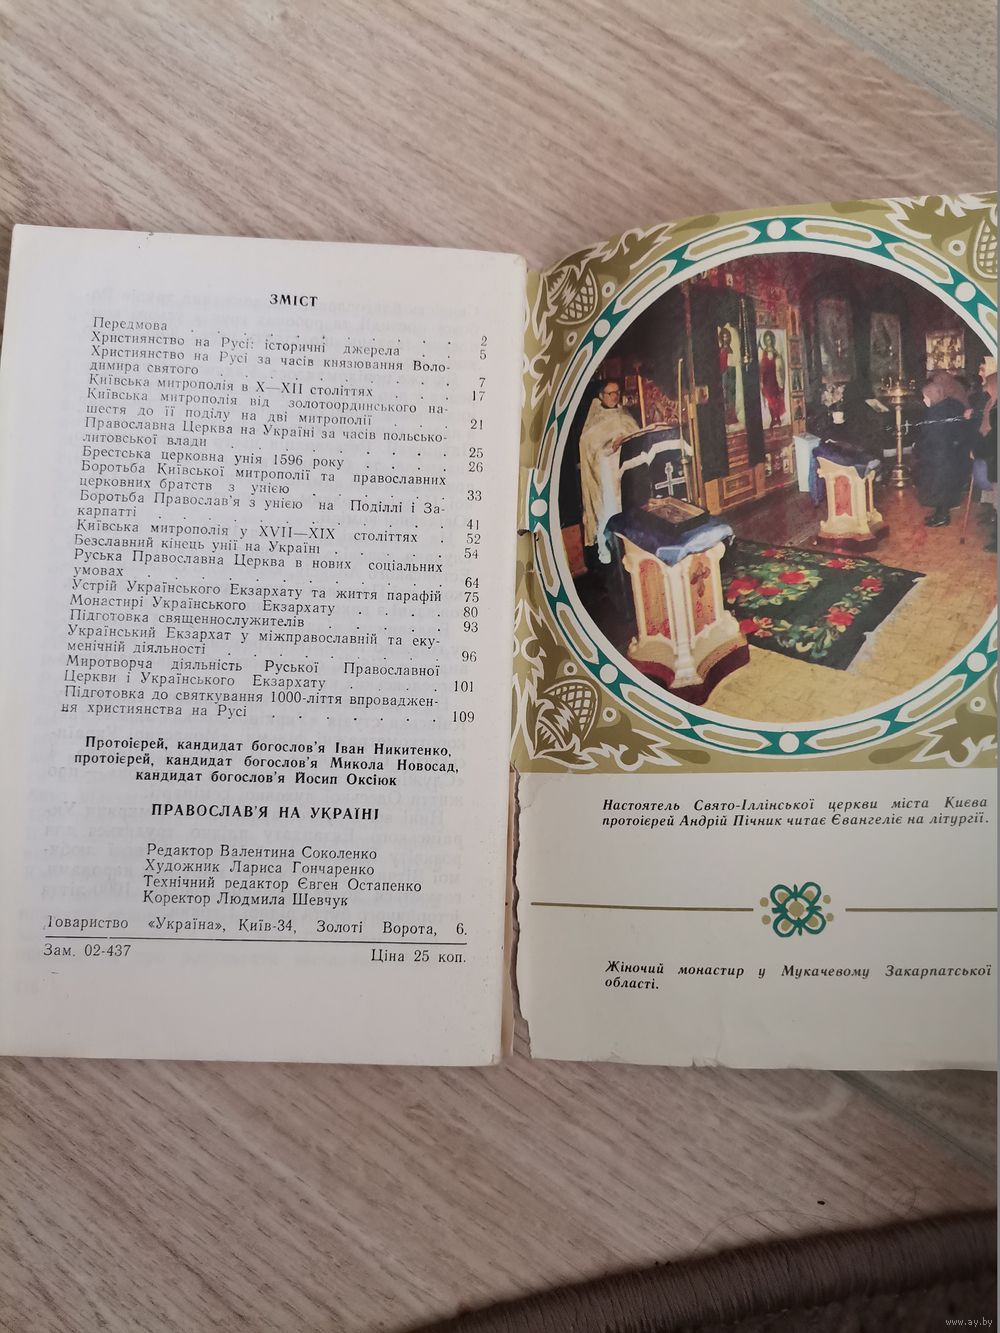 ЗМІСТ
Передмова . . . . . . . . . . . 2
Християнство на Русі: історичні джерела . . 5
Християнство на Русі за часів князювання Воло-
димира святого . . . . . . . . . 7
Київська митрополія в X—XII століттях . . . 17
Київська митрополія від золотоординського на-
шестя до її поділу на дві митрополії . . . . 21
Православна Церква на Україні за часів польсько-
литовської влади . . . . . . . . . 25
Брестська церковна унія 1596 року . . . . 26
Боротьба Київської митрополії та православних
церковних братств з унією . . . . . . 33
Боротьба Православ'я з унією на Поділлі і За-
карпатті . . . . . . . . . . . 41
Київська митрополія у XVII—XIX століттях . 52
Безславний кінець унії на Україні . . . . . 54
Руська Православна Церква в нових соціальних
умовах . . . . . . . . . . . . 64
Устрій Українського Екзархату та життя парафій 75
Монастирі Українського Екзархату . . . . 80
Підготовка священнослужителів . . . . . 93
Український Екзархат у міжправославній та еку-
менічній діяльності . . . . . . . . 96
Миротворча діяльність Руської Православної
Церкви і Українського Екзархату . . . . 101
Підготовка до святкування 1000-ліття впроваджен-
ня християнства на Русі . . . . . . . 109
Протоієрей, кандидат богослов'я Іван Никитенко,
протоієрей, кандидат богослов'я Микола Новосад,
кандидат богослов'я Йосип Оксіюк
ПРАВОСЛАВ'Я НА УКРАЇНІ
Редактор Валентина Соколенко
Художник Лариса Гончаренко
Технічний редактор Євген Остапенко
Коректор Людмила Шевчук
Товариство «Україна», Київ-34, Золоті Ворота, 6.
Зам. 02-437 Ціна 25 коп.
Настоятель Свято-Іллінської церкви міста Києва
протоієрей Андрій Пічник читає Євангеліє на літургії.
Жіночий монастир у Мукачевому Закарпатської
області.
www.ay.by